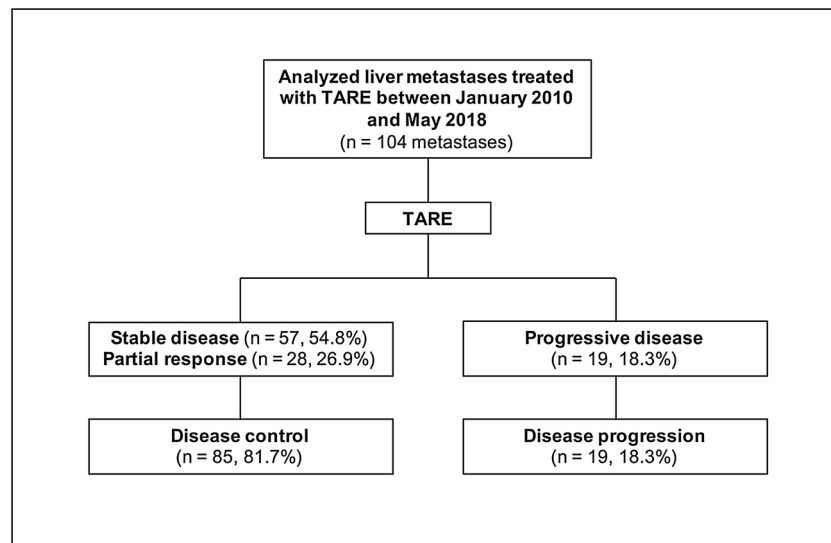 Analyzed liver metastases treated
with TARE between January 2010
and May 2018
(n = 104 metastases)
TARE
Stable disease (n = 57, 54.8%)
Partial response (n = 28, 26.9%)
Progressive disease
(n = 19, 18.3%)
Disease control
(n = 85, 81.7%)
Disease progression
(n = 19, 18.3%)